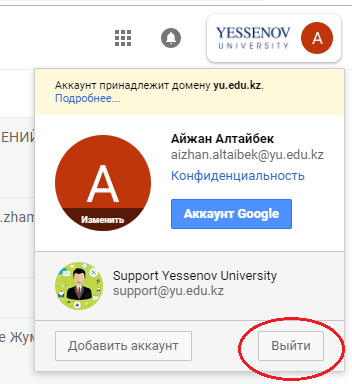 YESSENOV
UNIVERSITY
A
Аккаунт принадлежит домену yu.edu.kz.
Подробнее...
ЕНИЙ
A
Изменить
Айжан Алтайбек
aizhan.altaibek@yu.edu.kz
Конфиденциальность
Аккаунт Google
.zham
Support Yessenov University
support@yu.edu.kz
е Жум
Добавить аккаунт
Выйти